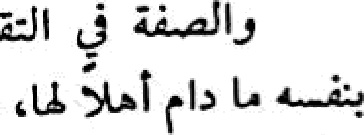 والصفة في التق
بنفسه ما دام أهلاً لها،